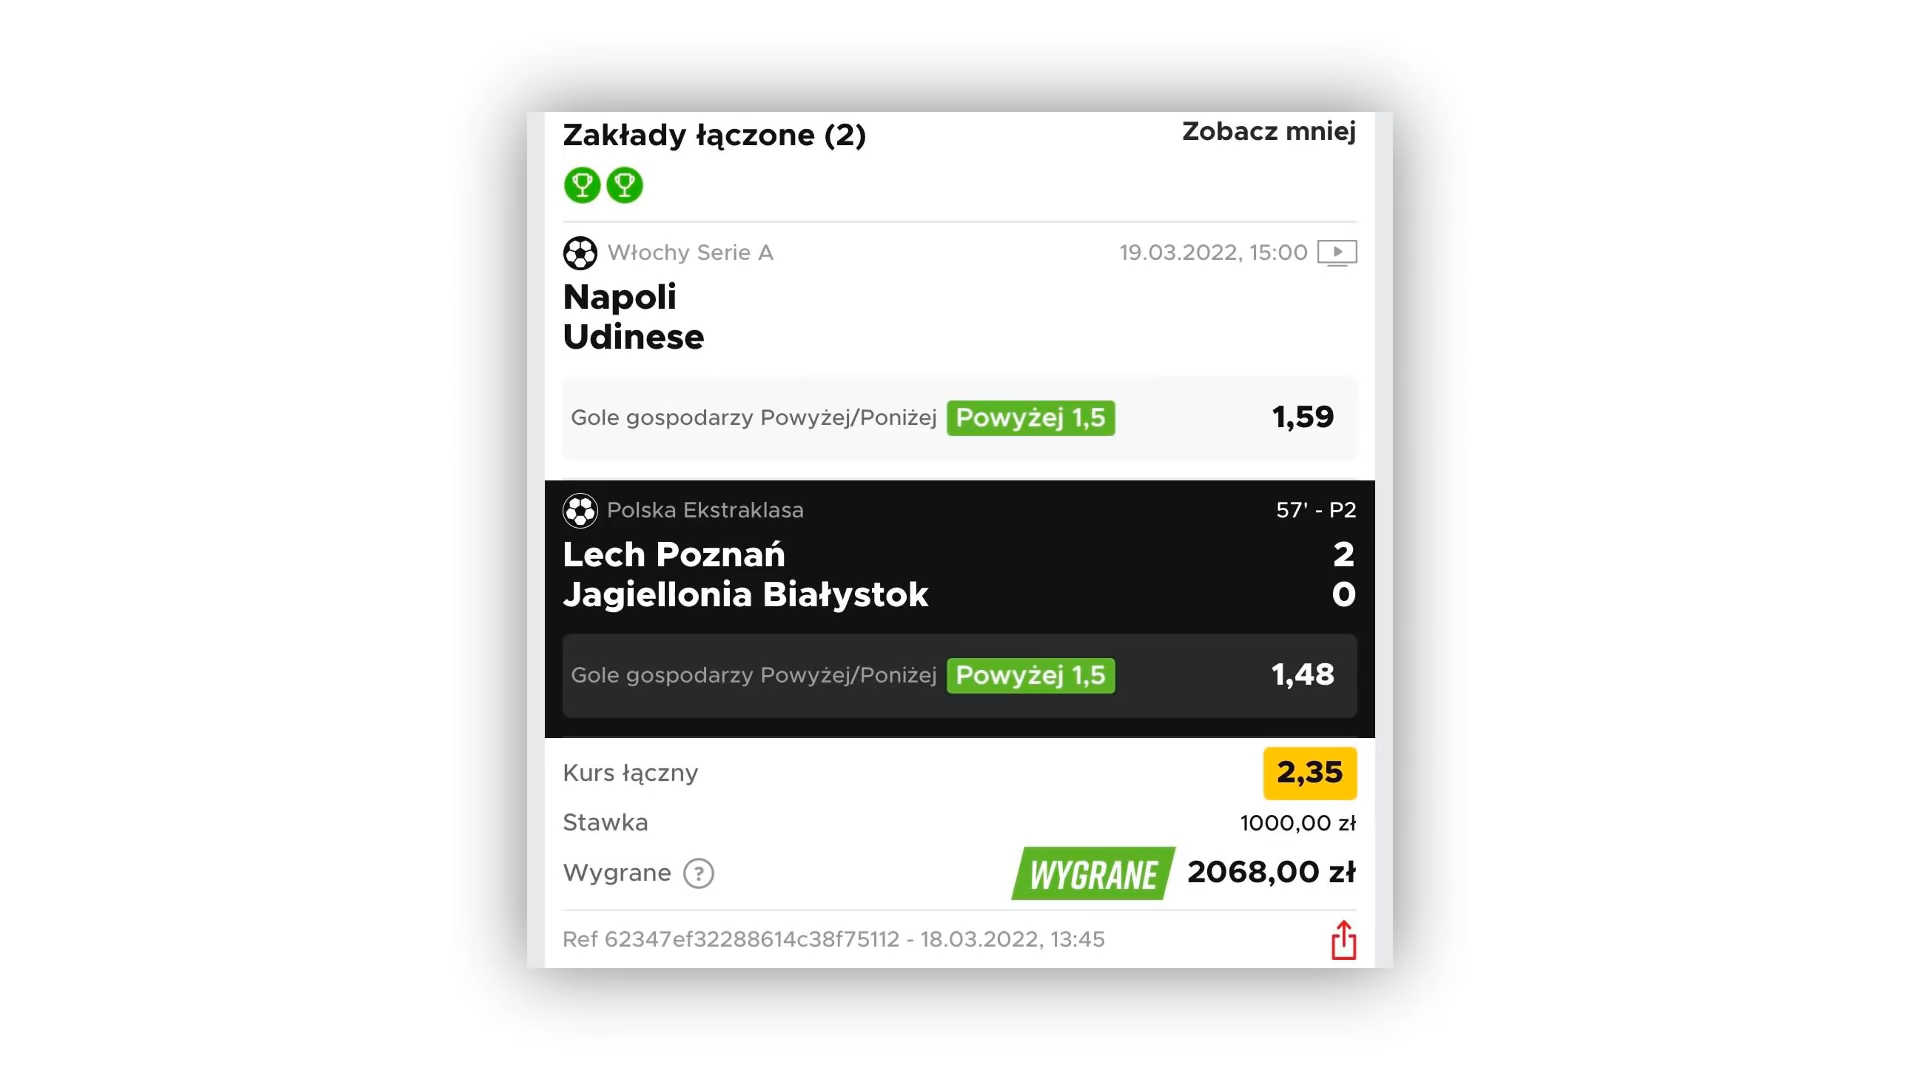 Zakłady łączone (2) Zobacz mniej
Włochy Serie A 19.03.2022, 15:00
Napoli
Udinese
Gole gospodarzy Powyżej/Poniżej Powyżej 1,5 1,59
Polska Ekstraklasa 57' - P2
Lech Poznań 2
Jagiellonia Białystok 0
Gole gospodarzy Powyżej/Poniżej Powyżej 1,5 1,48
Kurs łączny 2,35
Stawka 1000,00 zł
Wygrane ? WYGRANE 2068,00 zł
Ref 62347ef32288614c38f75112 - 18.03.2022, 13:45